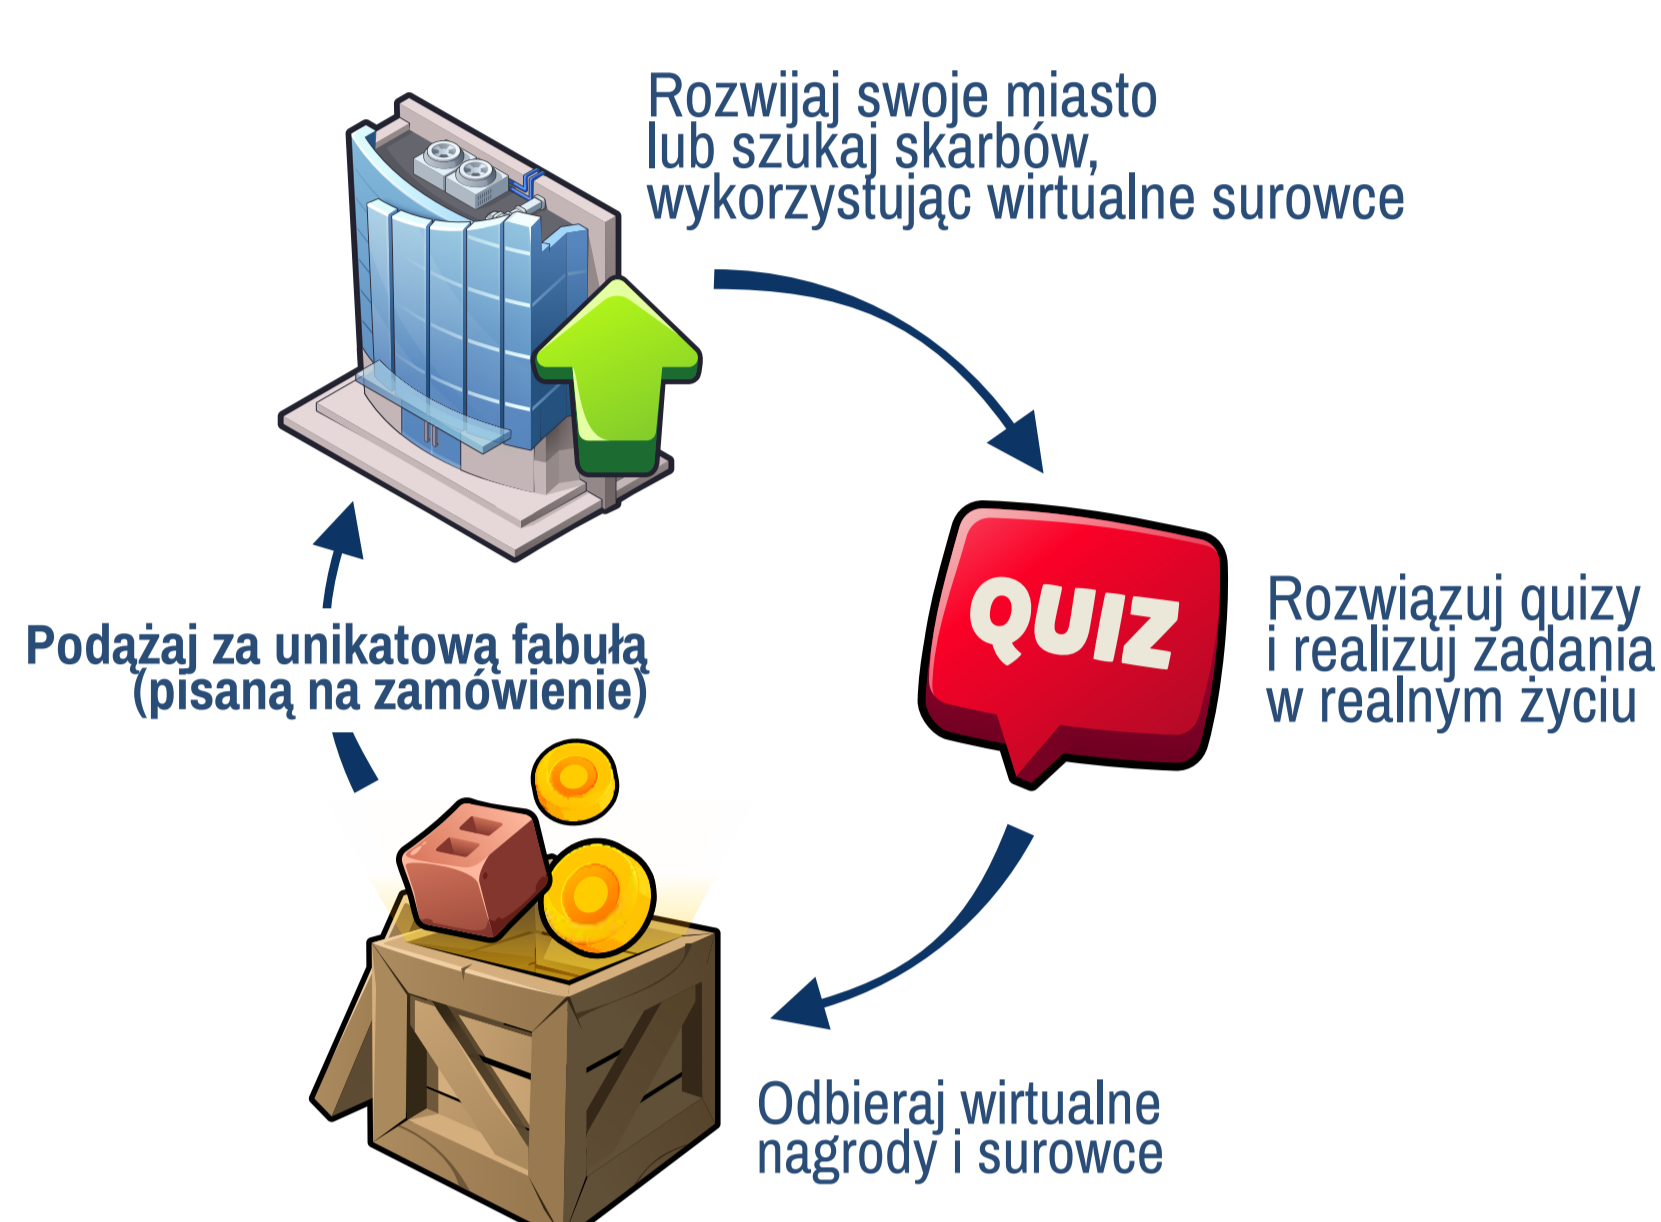 Rozwijaj swoje miasto
lub szukaj skarbów,
wykorzystując wirtualne surowce
QUIZ
Rozwiązuj quizy
i realizuj zadania
w realnym życiu
Podążaj za unikatową fabułą
(pisaną na zamówienie)
Odbieraj wirtualne
nagrody i surowce